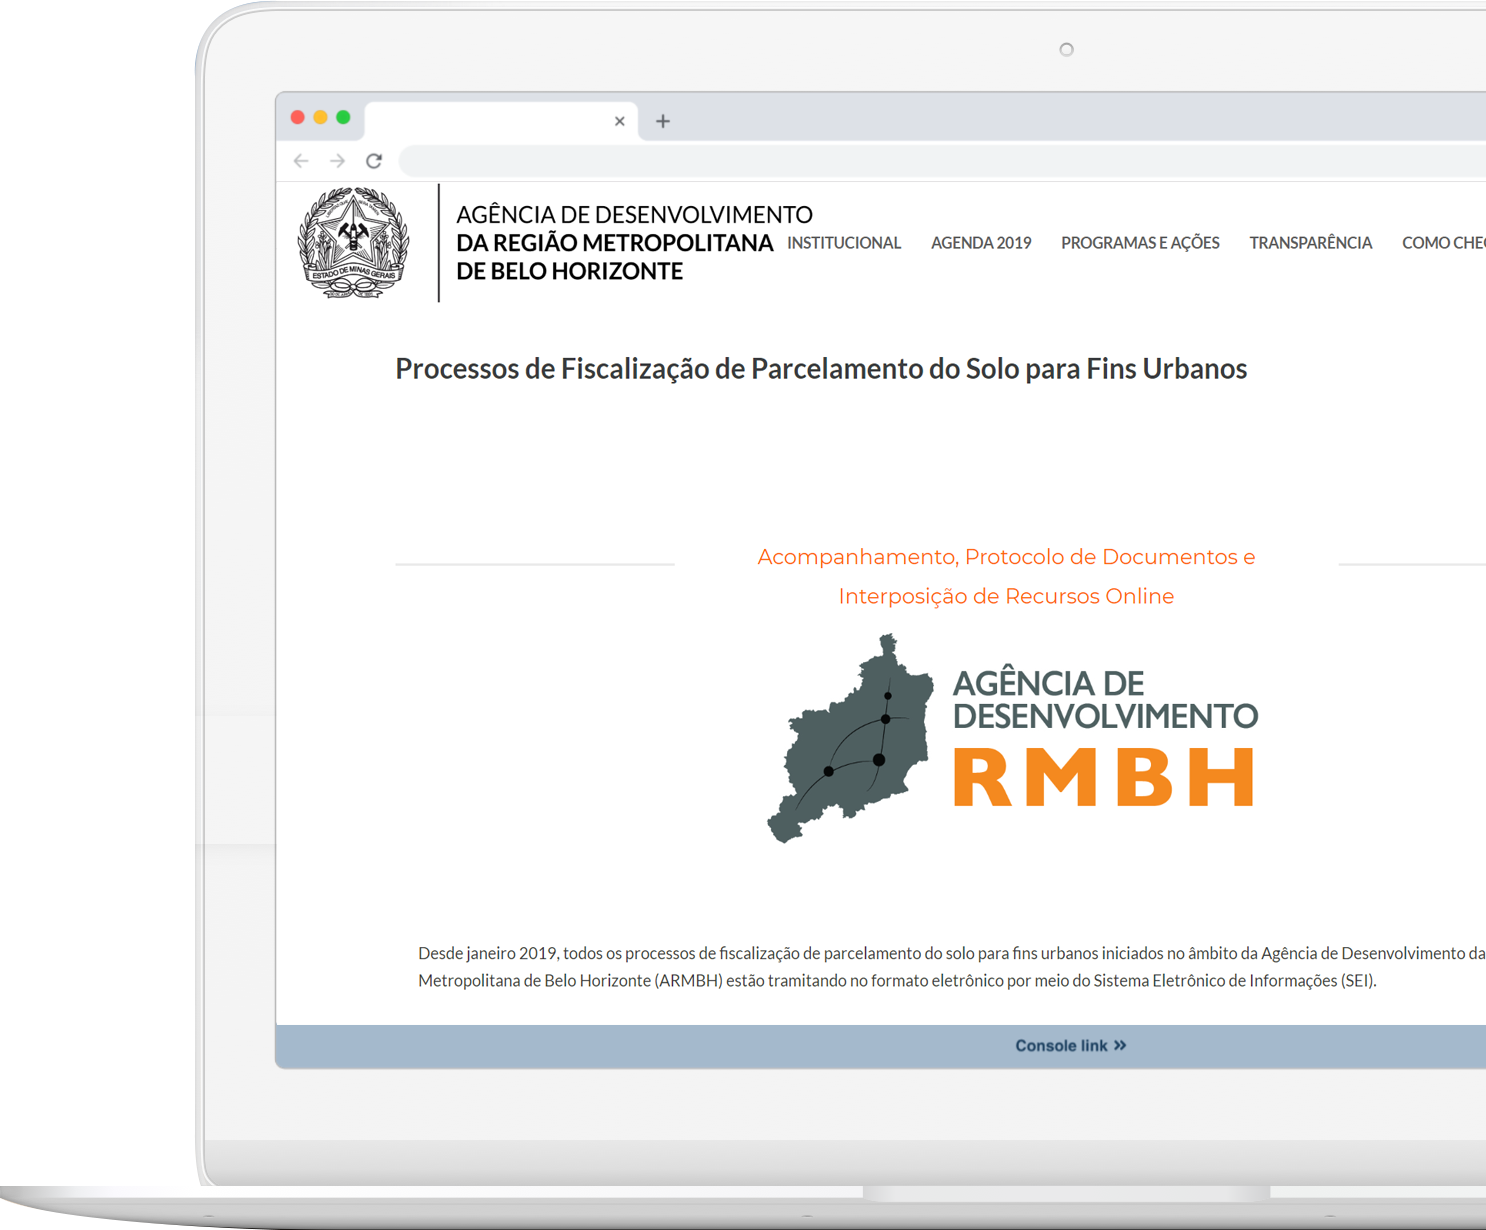 AGÊNCIA DE DESENVOLVIMENTO
DA REGIÃO METROPOLITANA
DE BELO HORIZONTE
ESTADO DE MINAS GERAIS
INSTITUCIONAL AGENDA 2019 PROGRAMAS E AÇÕES TRANSPARÊNCIA COMO CHE
Processos de Fiscalização de Parcelamento do Solo para Fins Urbanos
Acompanhamento, Protocolo de Documentos e
Interposição de Recursos Online
AGÊNCIA DE
DESENVOLVIMENTO
RMBH
Desde janeiro 2019, todos os processos de fiscalização de parcelamento do solo para fins urbanos iniciados no âmbito da Agência de Desenvolvimento da
Metropolitana de Belo Horizonte (ARMBH) estão tramitando no formato eletrônico por meio do Sistema Eletrônico de Informações (SEI).
Console link »